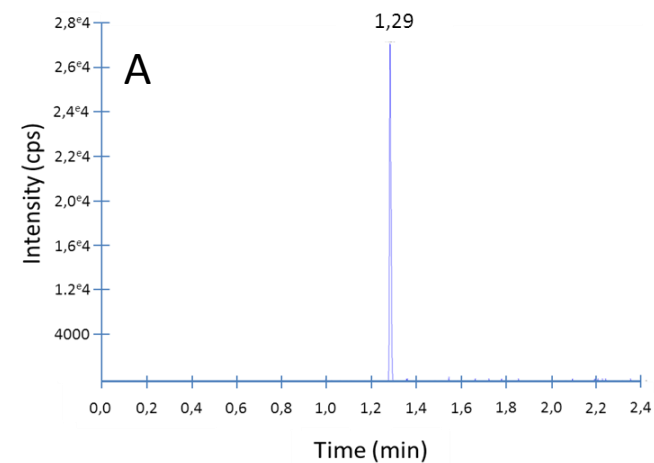 1,29
A
Intensity (cps)
2,8e4
2,6e4
2,4e4
2,2e4
2,0e4
1,6e4
1.2e4
4000
0,0 0,2 0,4 0,6 0,8 1,0 1,2 1,4 1,6 1,8 2,0 2,2 2,4
Time (min)